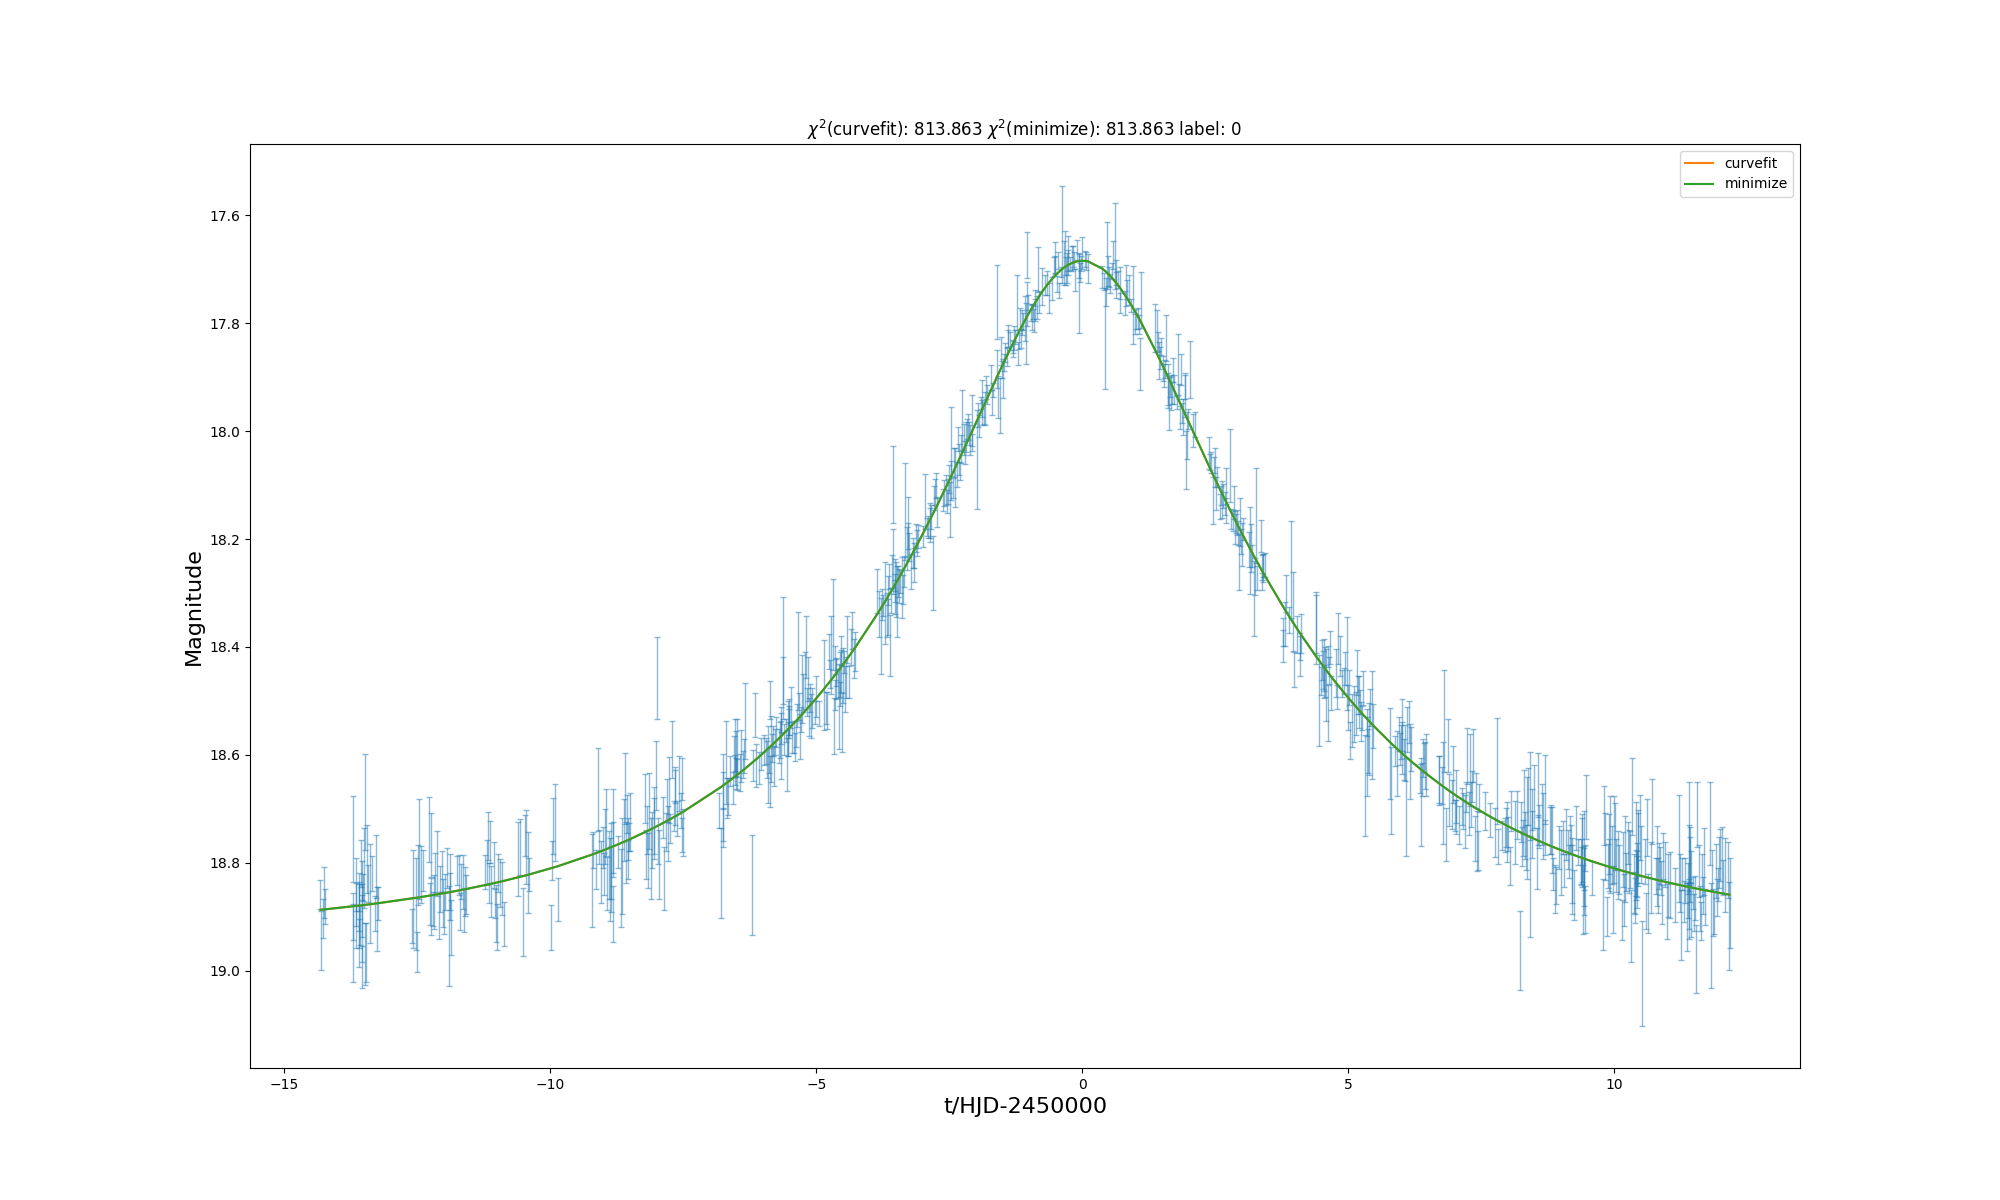 χ²(curvefit): 813.863 χ²(minimize): 813.863 label: 0
curvefit
minimize
17.6
17.8
18.0
18.2
18.4
18.6
18.8
19.0
Magnitude
−15
−10
−5
0
5
10
t/HJD-2450000